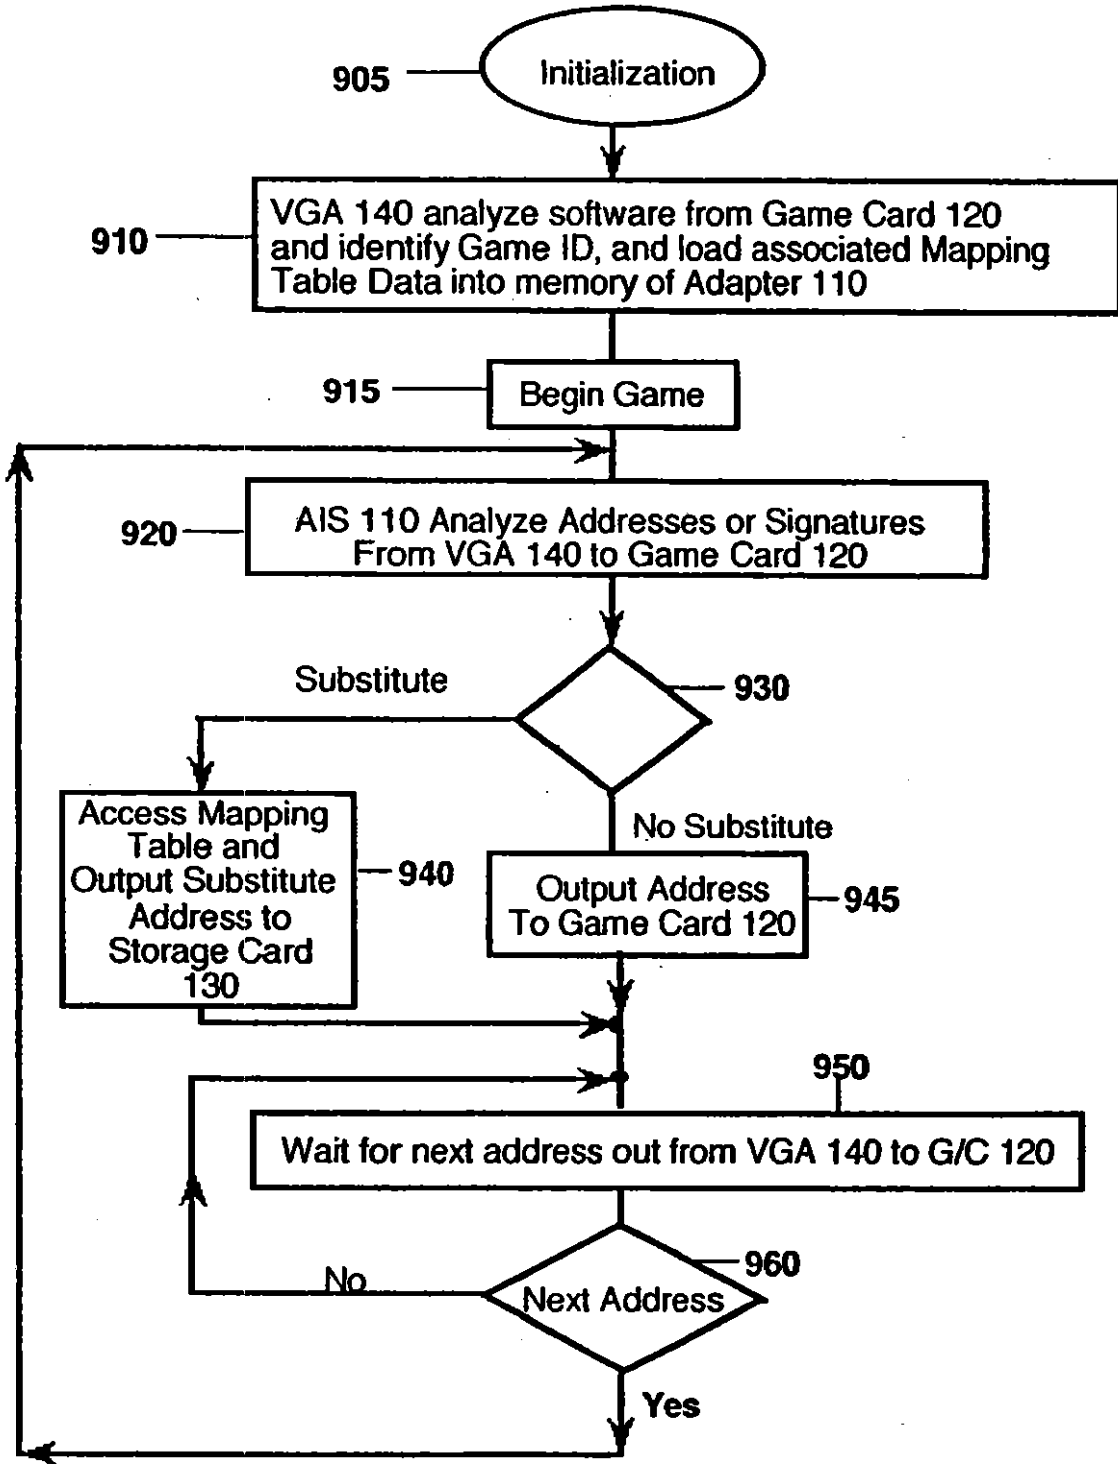 905
Initialization
910
VGA 140 analyze software from Game Card 120
and identify Game ID, and load associated Mapping
Table Data into memory of Adapter 110
915
Begin Game
920
AIS 110 Analyze Addresses or Signatures
From VGA 140 to Game Card 120
Substitute
930
Access Mapping
Table and
Output Substitute
Address to
Storage Card
130
940
No Substitute
Output Address
To Game Card 120
945
950
Wait for next address out from VGA 140 to G/C 120
960
No
Next Address
Yes